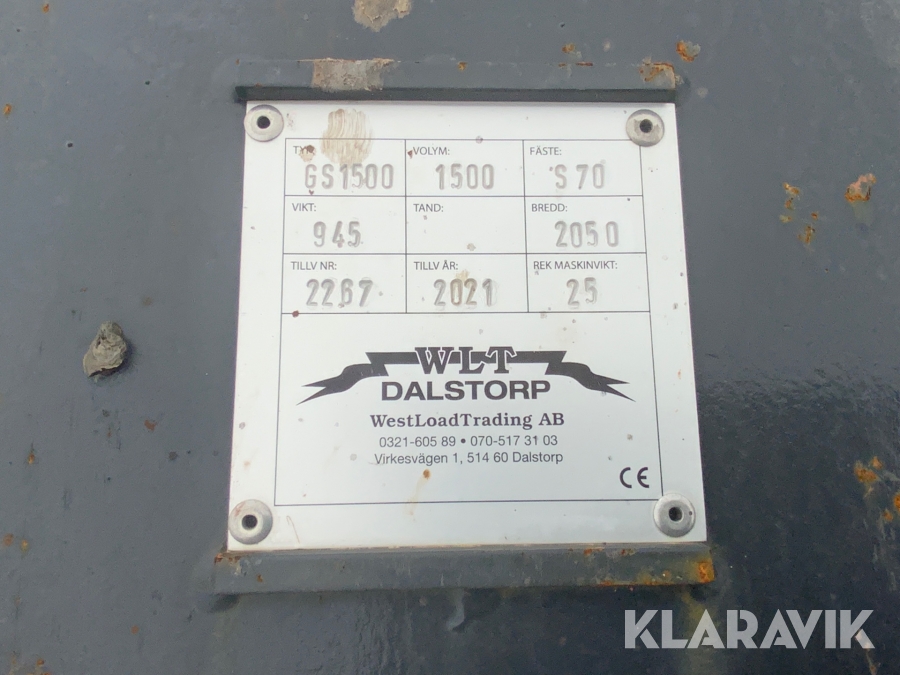 TYP: VOLYM: FÄSTE:
GS1500 1500 S70
VIKT: TAND: BREDD:
945 2050
TILLV NR: TILLV ÅR: REK MASKINVIKT:
2267 2021 25
WLT
DALSTORP
WestLoadTrading AB
0321-605 89 • 070-517 31 03
Virkesvägen 1, 514 60 Dalstorp
CE
KLARAVIK